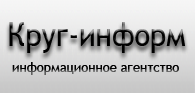 Круг-информ
информационное агентство